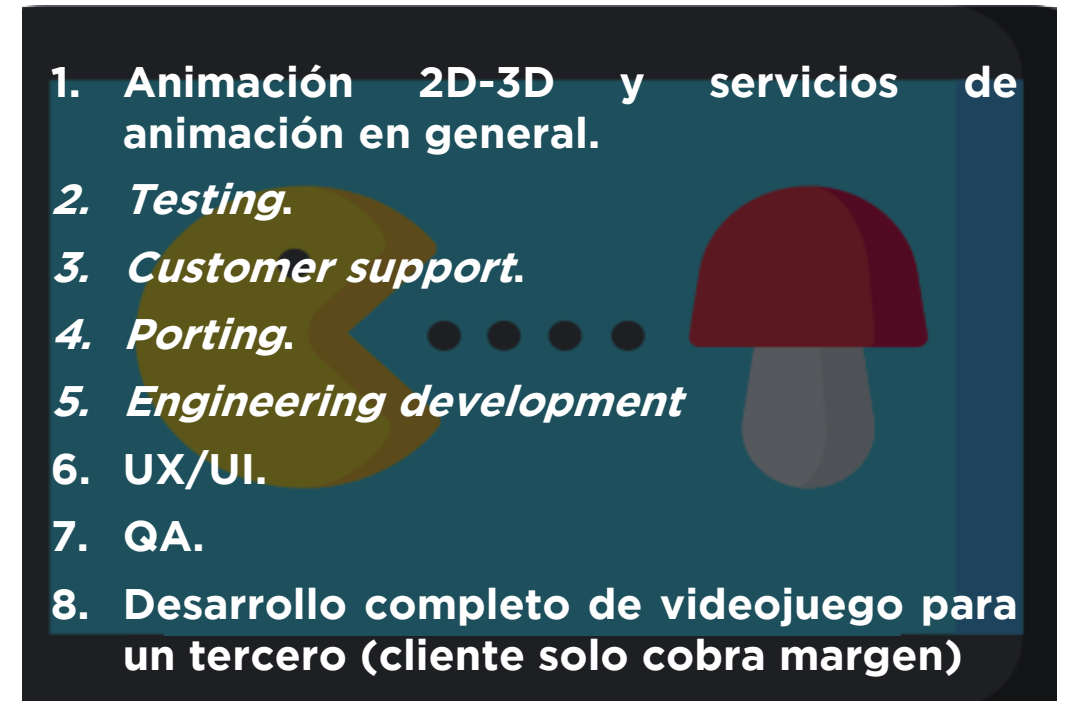 1. Animación 2D-3D y servicios de
animación en general.
2. Testing.
3. Customer support.
4. Porting.
5. Engineering development
6. UX/UI.
7. QA.
8. Desarrollo completo de videojuego para
un tercero (cliente solo cobra margen)